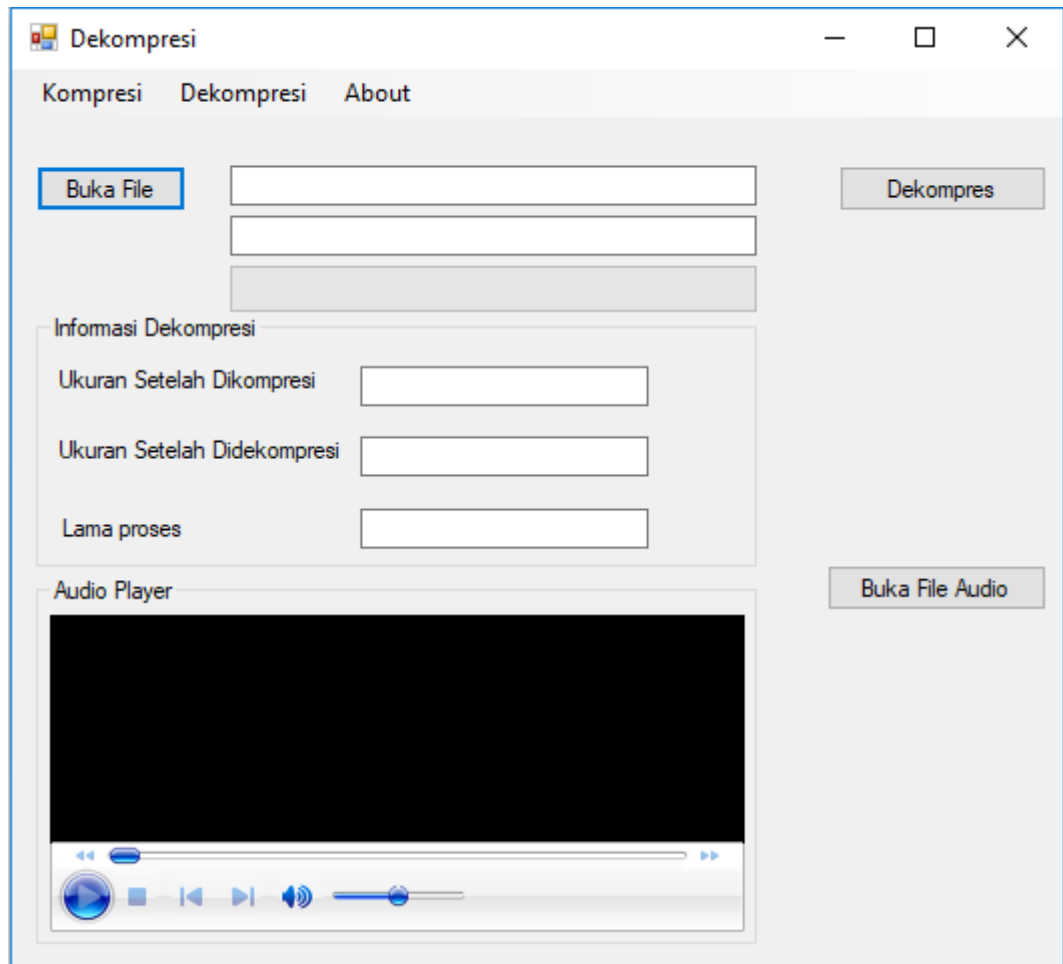 Dekompresi
Kompresi Dekompresi About
Buka File
Dekompres
Informasi Dekompresi
Ukuran Setelah Dikompresi
Ukuran Setelah Didekompresi
Lama proses
Buka File Audio
Audio Player